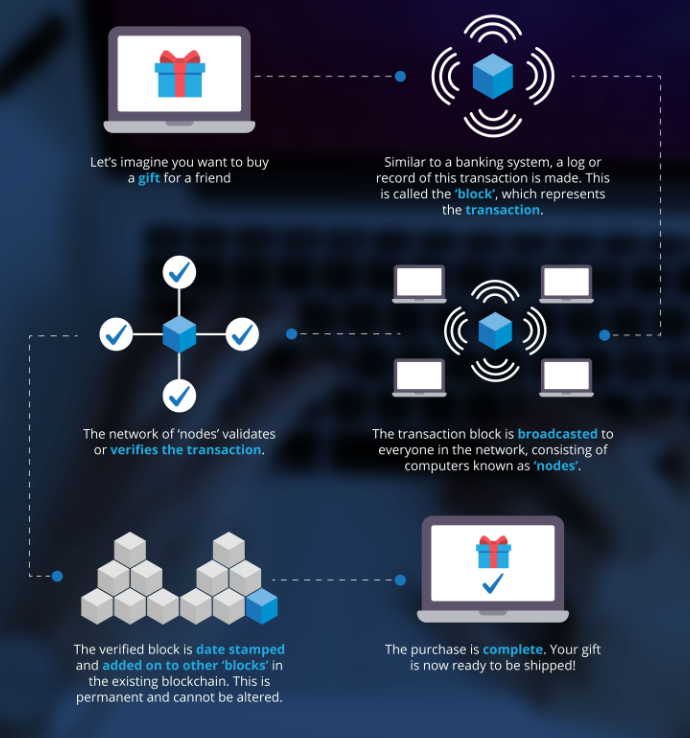 Let's imagine you want to buy
a gift for a friend
Similar to a banking system, a log or
record of this transaction is made. This
is called the 'block', which represents
the transaction.
The transaction block is broadcasted to
everyone in the network, consisting of
computers known as 'nodes'.
The network of 'nodes' validates
or verifies the transaction.
The verified block is date stamped
and added on to other 'blocks' in
the existing blockchain. This is
permanent and cannot be altered.
The purchase is complete. Your gift
is now ready to be shipped!